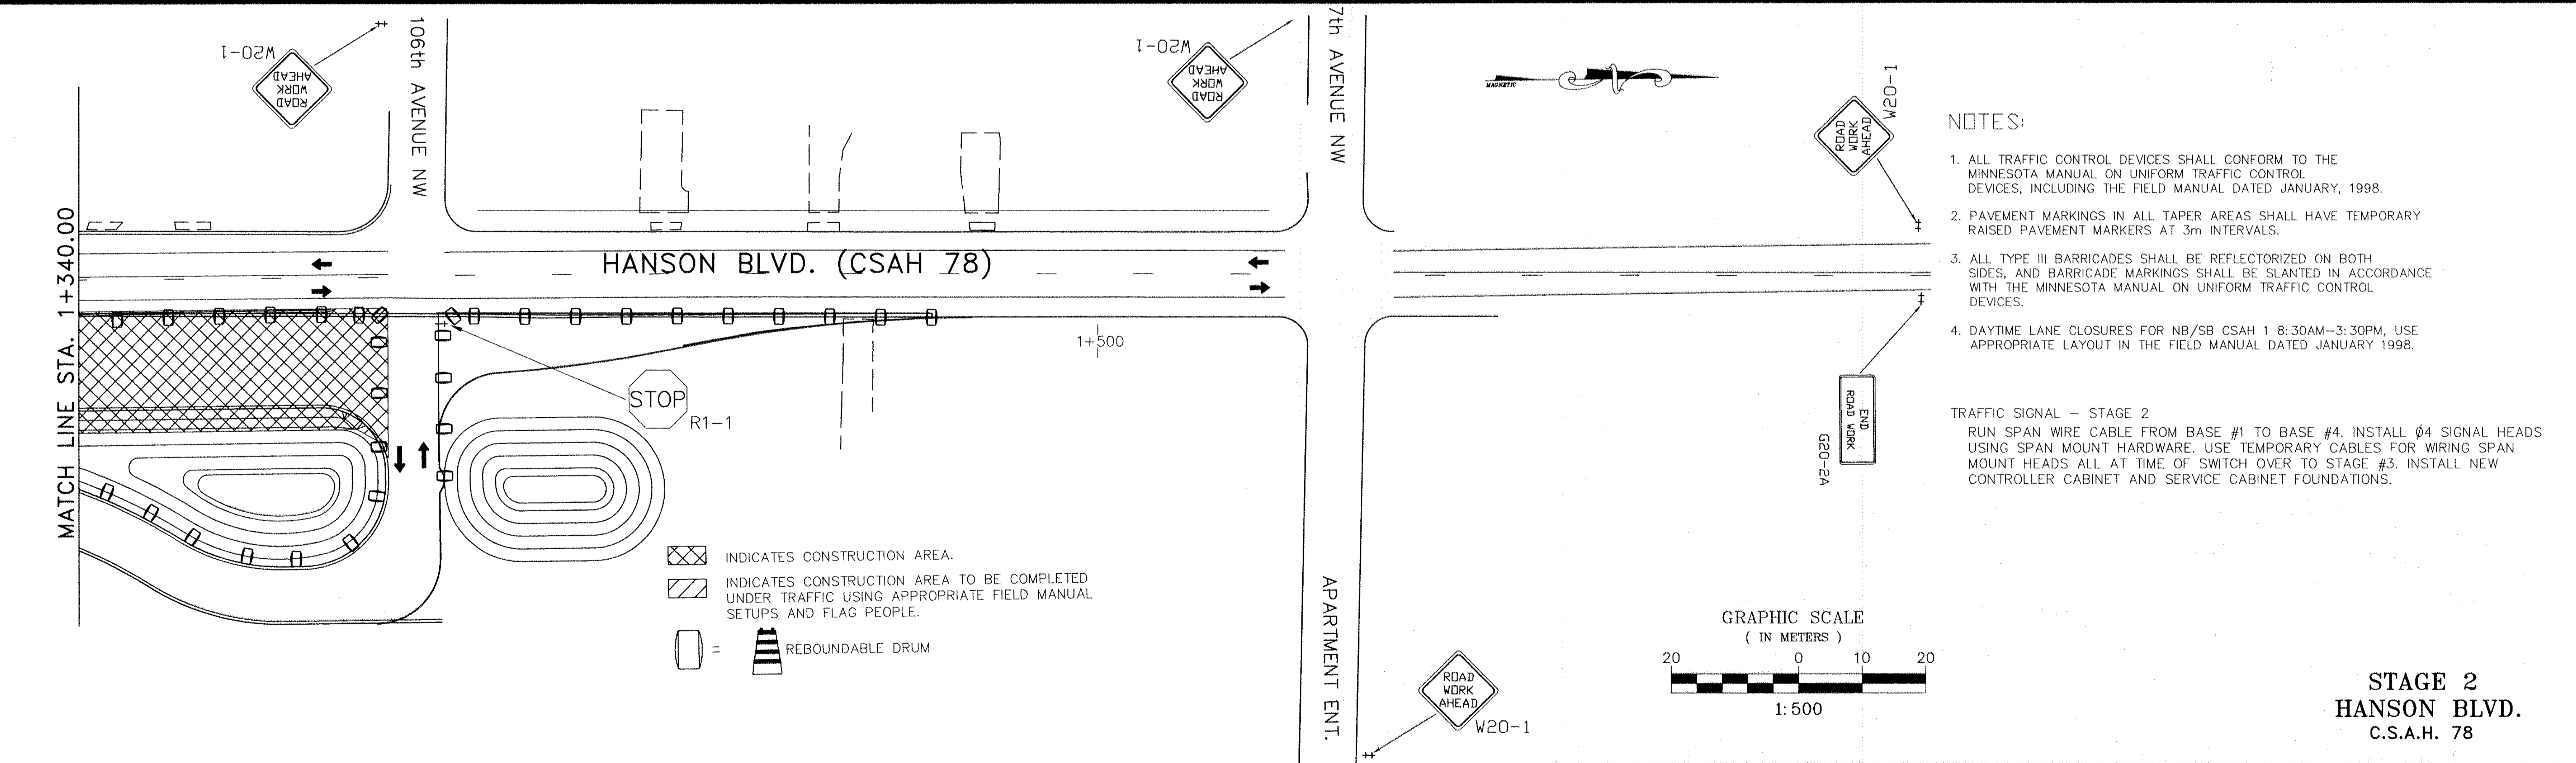 W20-1
ROAD
WORK
AHEAD
106th AVENUE NW
W20-1
ROAD
WORK
AHEAD
7th AVENUE NW
MAGNETIC
W20-1
ROAD
WORK
AHEAD
MATCH LINE STA. 1+340.00
HANSON BLVD. (CSAH 78)
1+500
STOP
R1-1
END
ROAD WORK
G20-2A
INDICATES CONSTRUCTION AREA.
INDICATES CONSTRUCTION AREA TO BE COMPLETED
UNDER TRAFFIC USING APPROPRIATE FIELD MANUAL
SETUPS AND FLAG PEOPLE.
= REBOUNDABLE DRUM
APARTMENT ENT.
ROAD
WORK
AHEAD
W20-1
GRAPHIC SCALE
( IN METERS )
20 0 10 20
1:500
NOTES:
1. ALL TRAFFIC CONTROL DEVICES SHALL CONFORM TO THE
MINNESOTA MANUAL ON UNIFORM TRAFFIC CONTROL
DEVICES, INCLUDING THE FIELD MANUAL DATED JANUARY, 1998.
2. PAVEMENT MARKINGS IN ALL TAPER AREAS SHALL HAVE TEMPORARY
RAISED PAVEMENT MARKERS AT 3m INTERVALS.
3. ALL TYPE III BARRICADES SHALL BE REFLECTORIZED ON BOTH
SIDES, AND BARRICADE MARKINGS SHALL BE SLANTED IN ACCORDANCE
WITH THE MINNESOTA MANUAL ON UNIFORM TRAFFIC CONTROL
DEVICES.
4. DAYTIME LANE CLOSURES FOR NB/SB CSAH 1 8:30AM-3:30PM, USE
APPROPRIATE LAYOUT IN THE FIELD MANUAL DATED JANUARY 1998.
TRAFFIC SIGNAL - STAGE 2
RUN SPAN WIRE CABLE FROM BASE #1 TO BASE #4. INSTALL Ø4 SIGNAL HEADS
USING SPAN MOUNT HARDWARE. USE TEMPORARY CABLES FOR WIRING SPAN
MOUNT HEADS ALL AT TIME OF SWITCH OVER TO STAGE #3. INSTALL NEW
CONTROLLER CABINET AND SERVICE CABINET FOUNDATIONS.
STAGE 2
HANSON BLVD.
C.S.A.H. 78